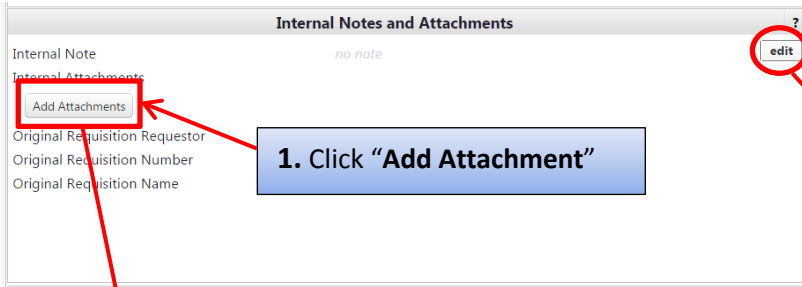 Internal Notes and Attachments ?
Internal Note no note edit
Internal Attachments
Add Attachments
Original Requisition Requestor
Original Requisition Number
Original Requisition Name
1. Click “Add Attachment”